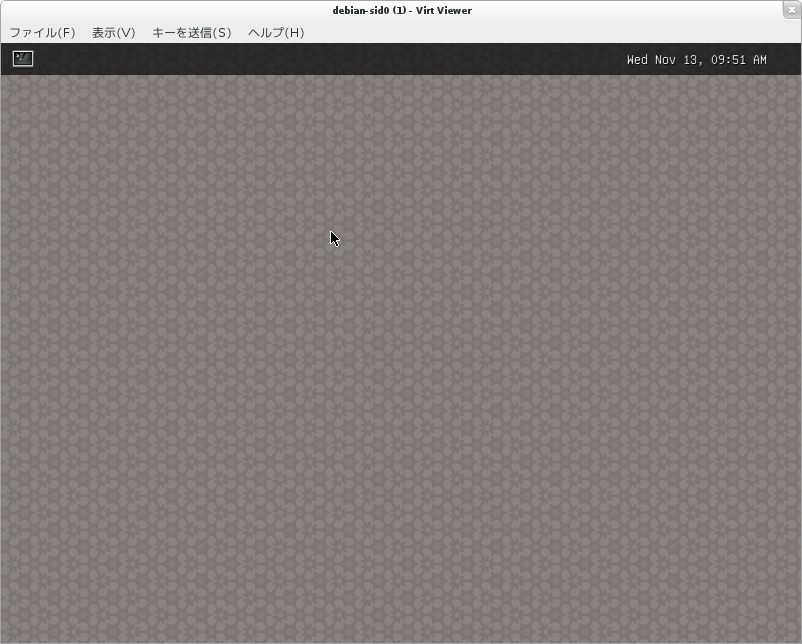 debian-sid0 (1) - Virt Viewer
ファイル(F) 表示(V) キーを送信(S) ヘルプ(H)
Wed Nov 13, 09:51 AM